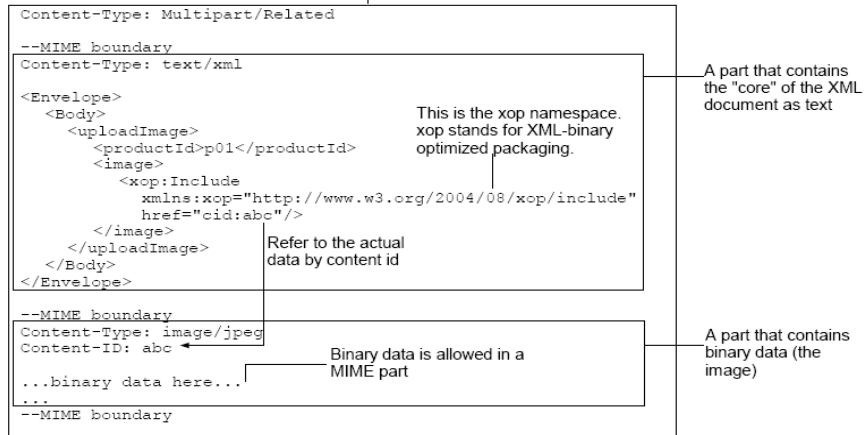 Content-Type: Multipart/Related
--MIME boundary
Content-Type: text/xml
<Envelope>
<Body>
<uploadImage>
<productId>p01</productId>
<image>
<xop:Include
xmlns:xop="http://www.w3.org/2004/08/xop/include"
href="cid:abc"/>
</image>
</uploadImage>
</Body>
</Envelope>
This is the xop namespace.
xop stands for XML-binary
optimized packaging.
Refer to the actual
data by content id
A part that contains
the "core" of the XML
document as text
--MIME boundary
Content-Type: image/jpeg
Content-ID: abc
...binary data here...
...
--MIME boundary
Binary data is allowed in a
MIME part
A part that contains
binary data (the
image)